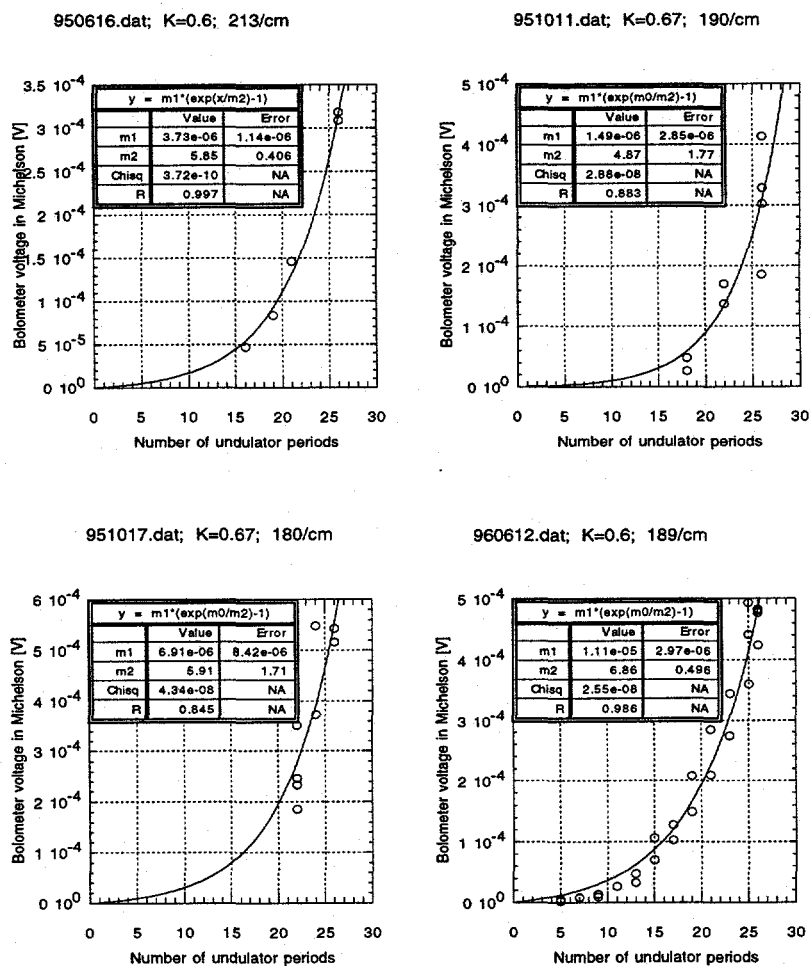 950616.dat; K=0.6; 213/cm
951011.dat; K=0.67; 190/cm
Bolometer voltage in Michelson [V]
3.5 10-4
3 10-4
2.5 10-4
2 10-4
1.5 10-4
1 10-4
5 10-5
0 10⁰
y = m1*(exp(x/m2)-1)
Value Error
m1 3.73e-06 1.14e-06
m2 5.85 0.406
Chisq 3.72e-10 NA
R 0.997 NA
0 5 10 15 20 25 30
Number of undulator periods
Bolometer voltage in Michelson [V]
5 10-4
4 10-4
3 10-4
2 10-4
1 10-4
0 10⁰
y = m1*(exp(m0/m2)-1)
Value Error
m1 1.49e-06 2.85e-06
m2 4.87 1.77
Chisq 2.88e-08 NA
R 0.883 NA
0 5 10 15 20 25 30
Number of undulator periods
951017.dat; K=0.67; 180/cm
960612.dat; K=0.6; 189/cm
Bolometer voltage in Michelson [V]
6 10-4
5 10-4
4 10-4
3 10-4
2 10-4
1 10-4
0 10⁰
y = m1*(exp(m0/m2)-1)
Value Error
m1 6.91e-06 8.42e-06
m2 5.91 1.71
Chisq 4.34e-08 NA
R 0.845 NA
0 5 10 15 20 25 30
Number of undulator periods
Bolometer voltage in Michelson [V]
5 10-4
4 10-4
3 10-4
2 10-4
1 10-4
0 10⁰
y = m1*(exp(m0/m2)-1)
Value Error
m1 1.11e-05 2.97e-06
m2 6.86 0.496
Chisq 2.55e-08 NA
R 0.986 NA
0 5 10 15 20 25 30
Number of undulator periods